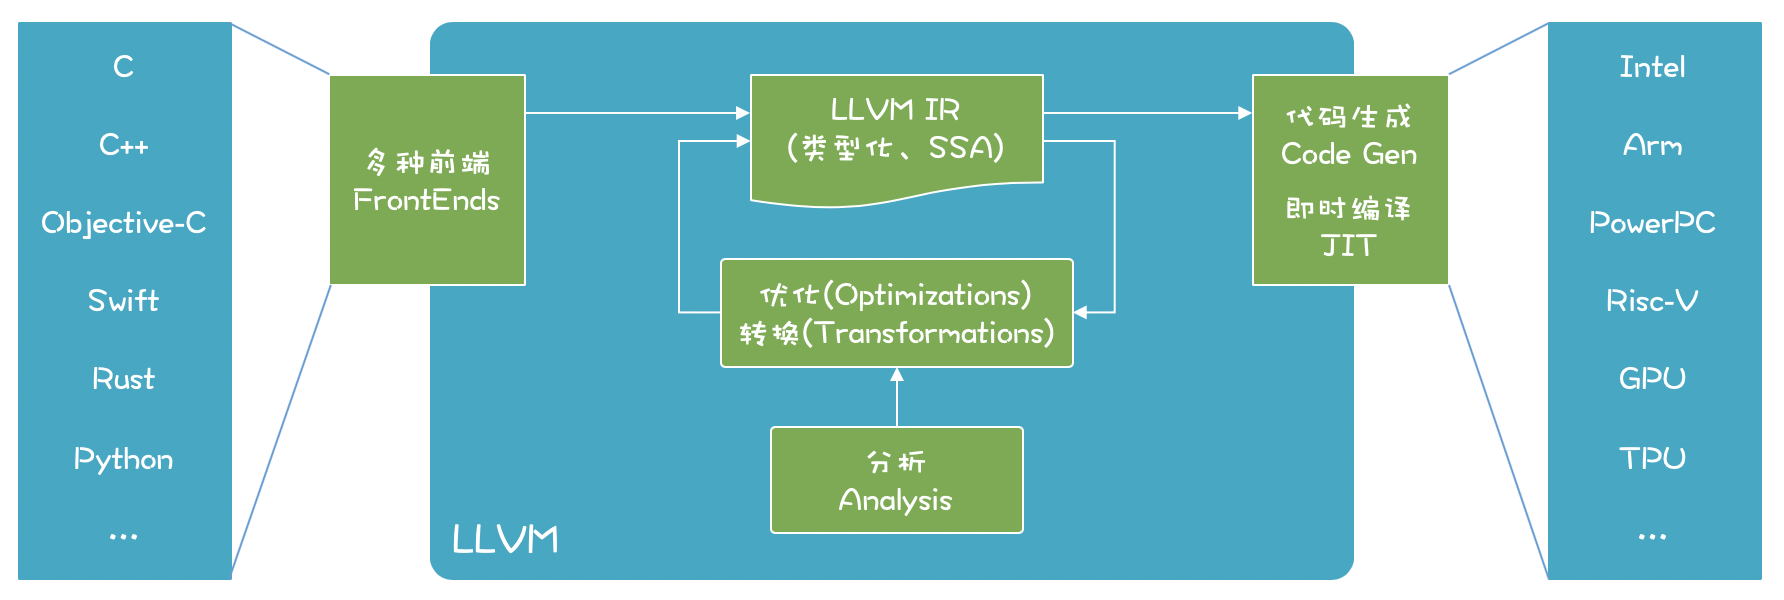 C
C++
Objective-C
Swift
Rust
Python
...
多种前端
FrontEnds
LLVM IR
(类型化、SSA)
优化(Optimizations)
转换(Transformations)
分析
Analysis
LLVM
代码生成
Code Gen
即时编译
JIT
Intel
Arm
PowerPC
Risc-V
GPU
TPU
...